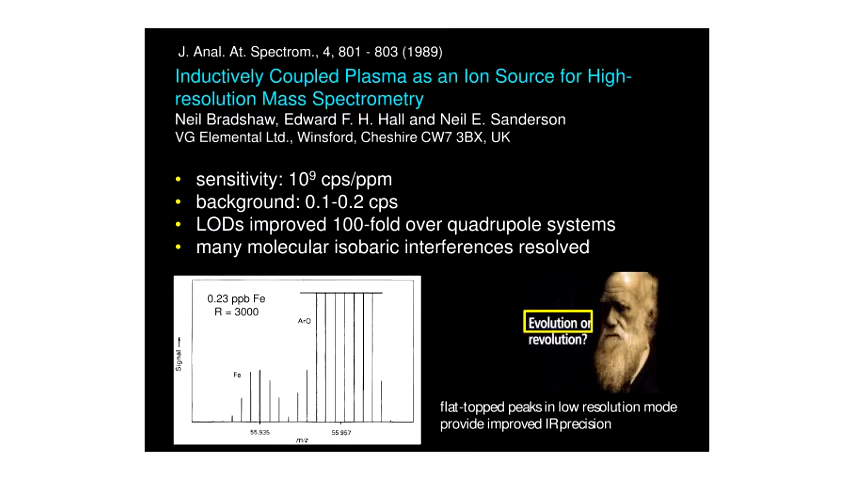 J. Anal. At. Spectrom., 4, 801 - 803 (1989)
Inductively Coupled Plasma as an Ion Source for High-
resolution Mass Spectrometry
Neil Bradshaw, Edward F. H. Hall and Neil E. Sanderson
VG Elemental Ltd., Winsford, Cheshire CW7 3BX, UK
• sensitivity: 10⁹ cps/ppm
• background: 0.1-0.2 cps
• LODs improved 100-fold over quadrupole systems
• many molecular isobaric interferences resolved
0.23 ppb Fe
R = 3000
ArO
Fe
Signal →
55.935
55.957
m/z
Evolution or
revolution?
flat-topped peaks in low resolution mode
provide improved IR precision